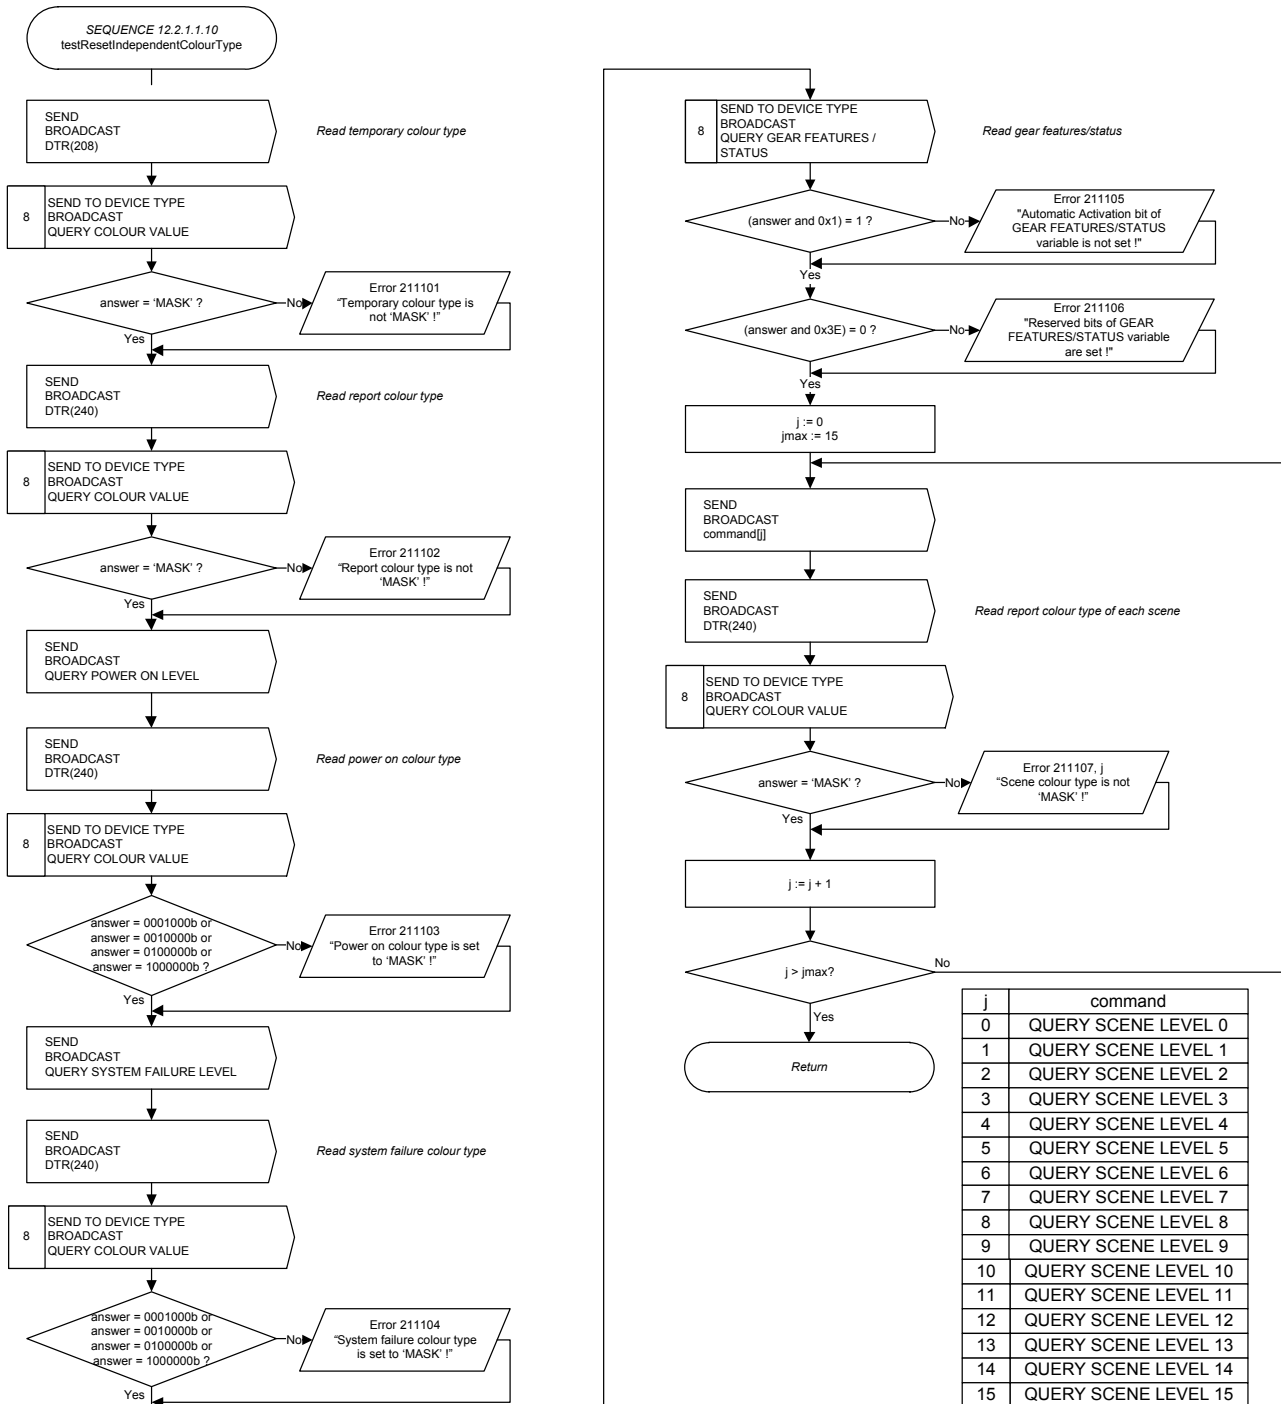 SEQUENCE 12.2.1.1.10
testResetIndependentColourType
SEND
BROADCAST
DTR(208)
Read temporary colour type
8
SEND TO DEVICE TYPE
BROADCAST
QUERY COLOUR VALUE
answer = ‘MASK’ ?
No
Error 211101
“Temporary colour type is
not ‘MASK’ !”
Yes
SEND
BROADCAST
DTR(240)
Read report colour type
8
SEND TO DEVICE TYPE
BROADCAST
QUERY COLOUR VALUE
answer = ‘MASK’ ?
No
Error 211102
“Report colour type is not
‘MASK’ !”
Yes
SEND
BROADCAST
QUERY POWER ON LEVEL
SEND
BROADCAST
DTR(240)
Read power on colour type
8
SEND TO DEVICE TYPE
BROADCAST
QUERY COLOUR VALUE
answer = 0001000b or
answer = 0010000b or
answer = 0100000b or
answer = 1000000b ?
No
Error 211103
“Power on colour type is set
to ‘MASK’ !”
Yes
SEND
BROADCAST
QUERY SYSTEM FAILURE LEVEL
SEND
BROADCAST
DTR(240)
Read system failure colour type
8
SEND TO DEVICE TYPE
BROADCAST
QUERY COLOUR VALUE
answer = 0001000b or
answer = 0010000b or
answer = 0100000b or
answer = 1000000b ?
No
Error 211104
“System failure colour type
is set to ‘MASK’ !”
Yes
8
SEND TO DEVICE TYPE
BROADCAST
QUERY GEAR FEATURES /
STATUS
Read gear features/status
(answer and 0x1) = 1 ?
No
Error 211105
"Automatic Activation bit of
GEAR FEATURES/STATUS
variable is not set !"
Yes
(answer and 0x3E) = 0 ?
No
Error 211106
"Reserved bits of GEAR
FEATURES/STATUS variable
are set !"
Yes
j := 0
jmax := 15
SEND
BROADCAST
command[j]
SEND
BROADCAST
DTR(240)
Read report colour type of each scene
8
SEND TO DEVICE TYPE
BROADCAST
QUERY COLOUR VALUE
answer = ‘MASK’ ?
No
Error 211107, j
“Scene colour type is not
‘MASK’ !”
Yes
j := j + 1
j > jmax?
No
Yes
Return
j command
0 QUERY SCENE LEVEL 0
1 QUERY SCENE LEVEL 1
2 QUERY SCENE LEVEL 2
3 QUERY SCENE LEVEL 3
4 QUERY SCENE LEVEL 4
5 QUERY SCENE LEVEL 5
6 QUERY SCENE LEVEL 6
7 QUERY SCENE LEVEL 7
8 QUERY SCENE LEVEL 8
9 QUERY SCENE LEVEL 9
10 QUERY SCENE LEVEL 10
11 QUERY SCENE LEVEL 11
12 QUERY SCENE LEVEL 12
13 QUERY SCENE LEVEL 13
14 QUERY SCENE LEVEL 14
15 QUERY SCENE LEVEL 15